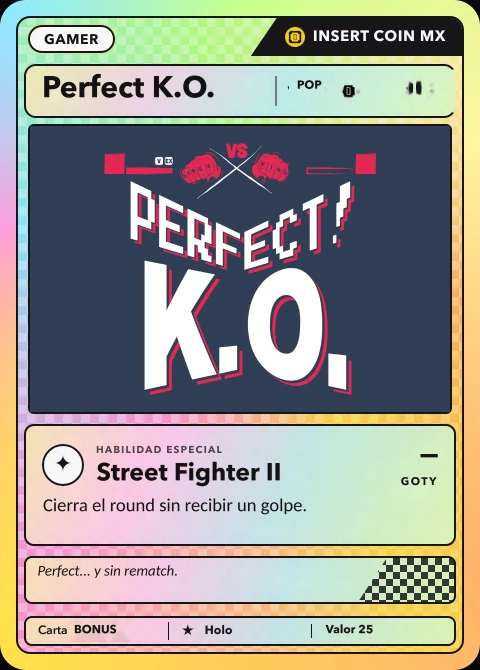 GAMER
INSERT COIN MX
Perfect K.O.
POP
VS
V EX
PERFECT!
K.O.
HABILIDAD ESPECIAL
Street Fighter II
GOTY
Cierra el round sin recibir un golpe.
Perfect... y sin rematch.
Carta BONUS
★ Holo
Valor 25